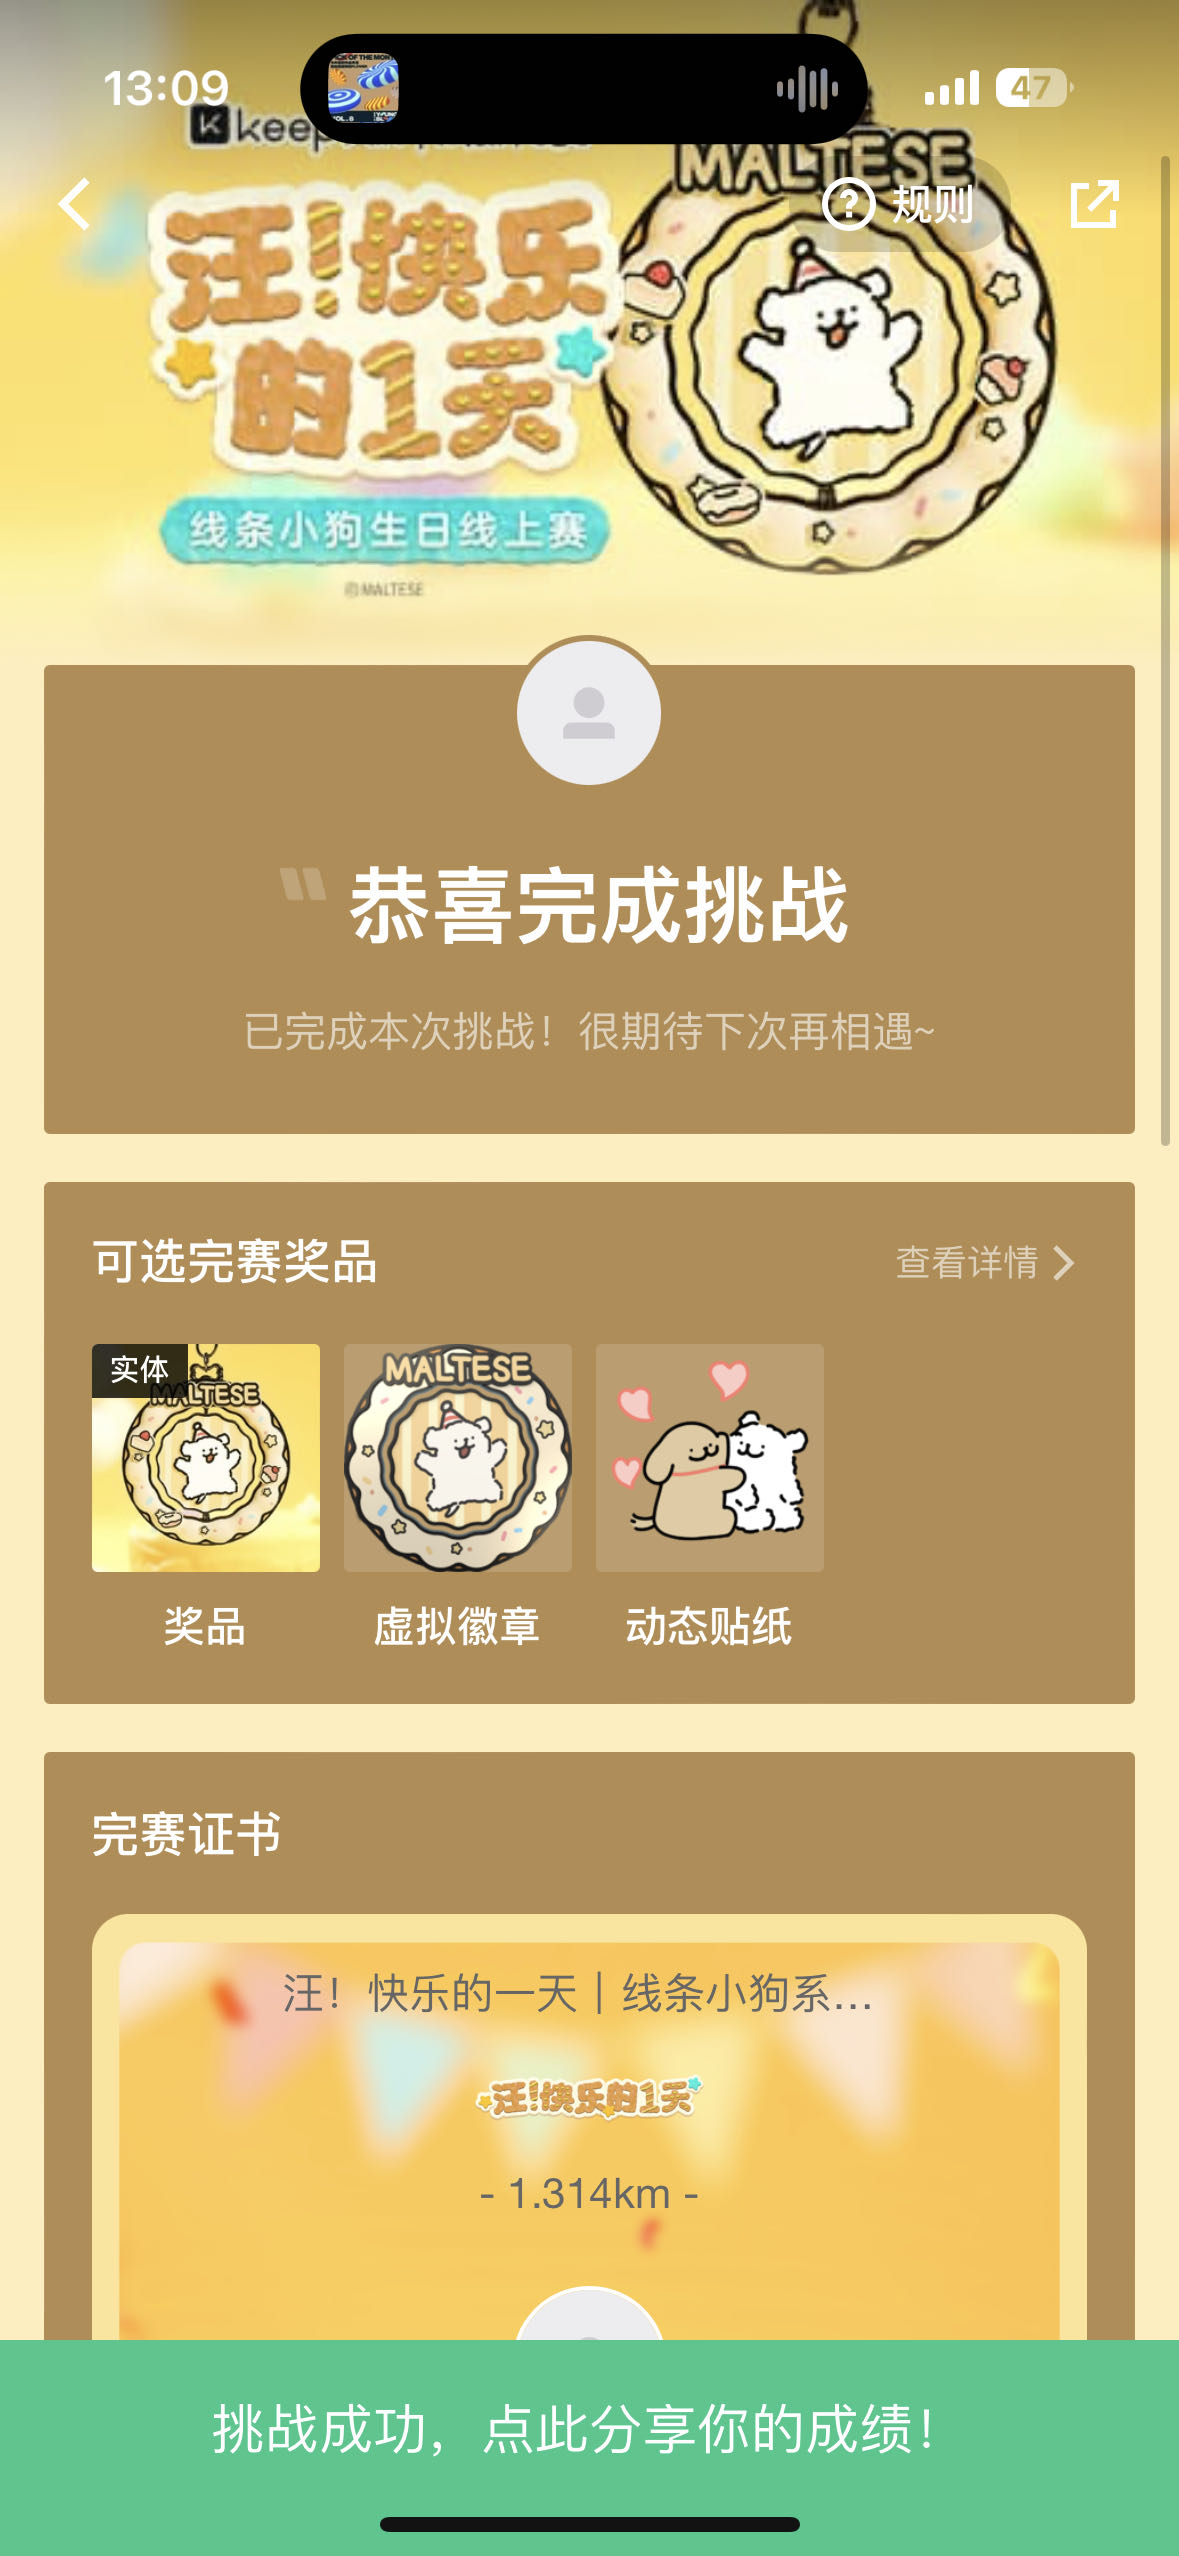 13:09
47
keep
MALTESE
规则
汪!快乐
的1天
线条小狗生日线上赛
©MALTESE
恭喜完成挑战
已完成本次挑战！很期待下次再相遇~
可选完赛奖品
查看详情
实体
MALTESE
MALTESE
奖品
虚拟徽章
动态贴纸
完赛证书
汪！快乐的一天｜线条小狗系...
汪!快乐的1天
- 1.314km -
挑战成功，点此分享你的成绩！